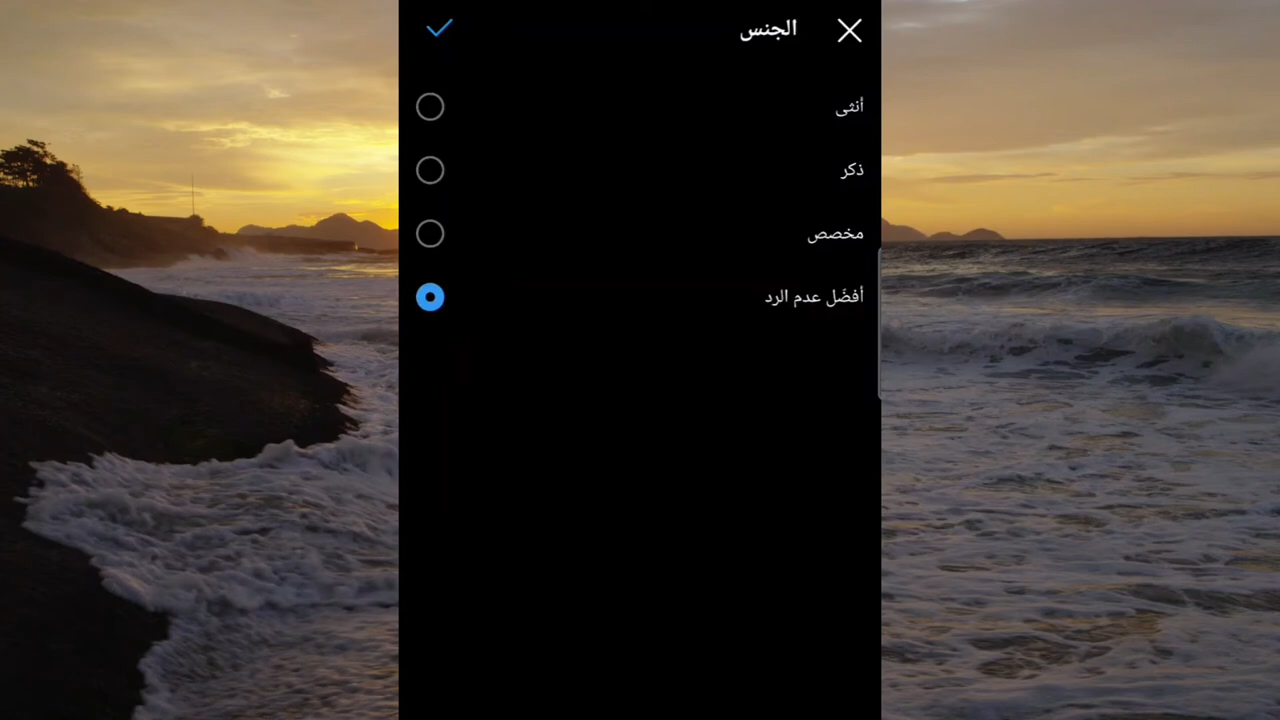 الجنس
أنثى
ذكر
مخصص
أفضّل عدم الرد